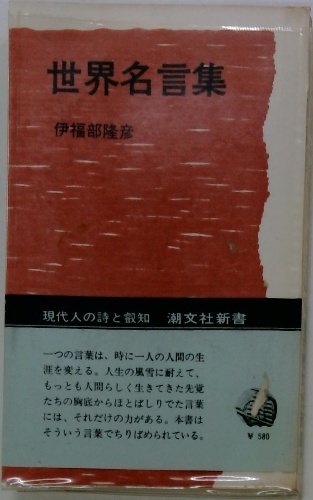 世界名言集
伊福部隆彦
現代人の詩と叡知 潮文社新書
一つの言葉は、時に一人の人間の生
涯を変える。人生の風雪に耐えて、
もっとも人間らしく生きてきた先覚
たちの胸底からほとばしりでた言葉
には、それだけの力がある。本書は
そういう言葉でちりばめられている。
¥ 580